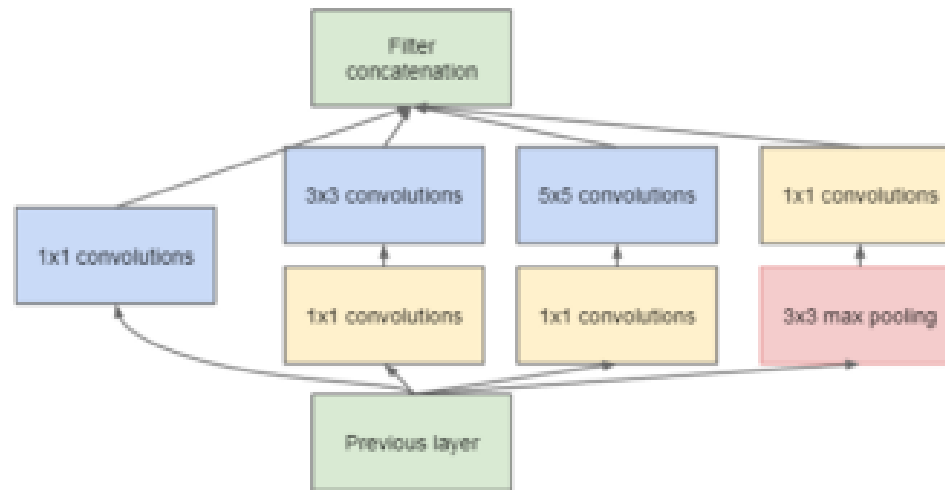 Filter
concatenation
3x3 convolutions
5x5 convolutions
1x1 convolutions
1x1 convolutions
1x1 convolutions
1x1 convolutions
3x3 max pooling
Previous layer